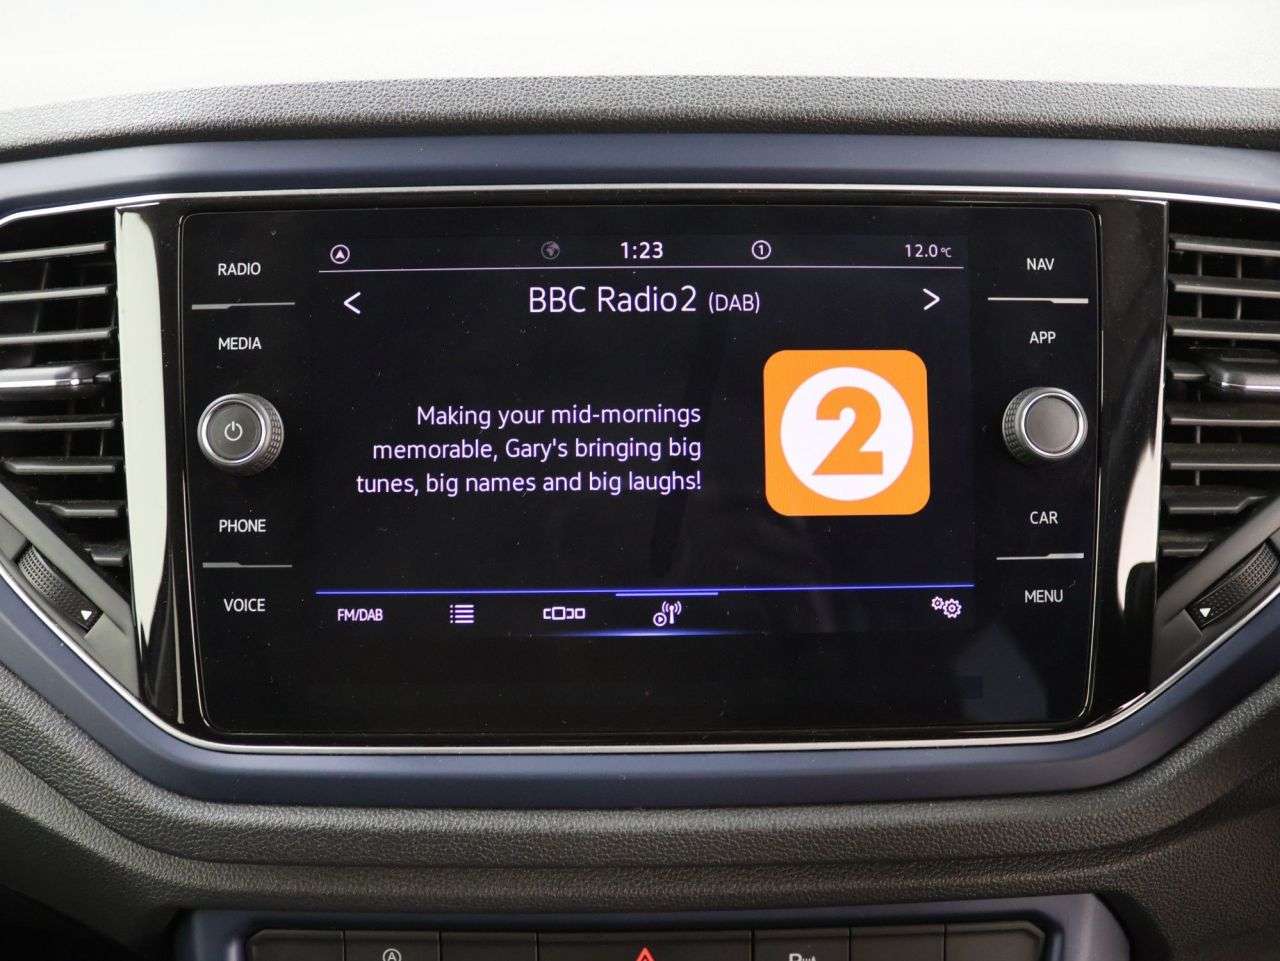 1:23
1
12.0 °C
RADIO
NAV
< BBC Radio2 (DAB) >
MEDIA
APP
Making your mid-mornings
memorable, Gary's bringing big
tunes, big names and big laughs!
2
PHONE
CAR
VOICE
MENU
FM/DAB
A